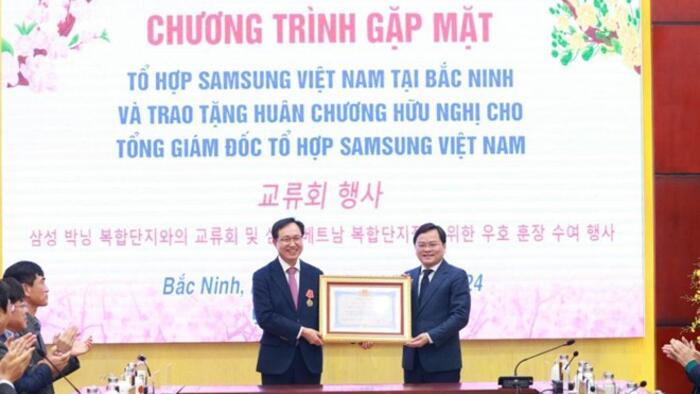 CHƯƠNG TRÌNH GẶP MẶT
TỔ HỢP SAMSUNG VIỆT NAM TẠI BẮC NINH
VÀ TRAO TẶNG HUÂN CHƯƠNG HỮU NGHỊ CHO
TỔNG GIÁM ĐỐC TỔ HỢP SAMSUNG VIỆT NAM
교류회 행사
삼성 박닝 복합단지와의 교류회 및 베트남 복합단지 위한 우호 훈장 수여 행사
Bắc Ninh, 24